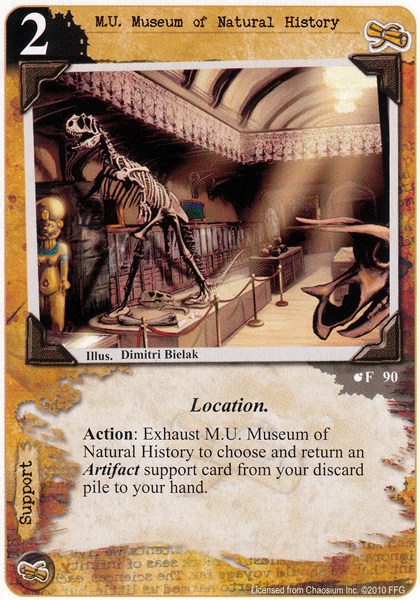 2
M.U. Museum of Natural History
Illus. Dimitri Bielak
F 90
Location.
Action: Exhaust M.U. Museum of
Natural History to choose and return an
Artifact support card from your discard
pile to your hand.
Support
Licensed from Chaosium Inc. ©2010 FFG